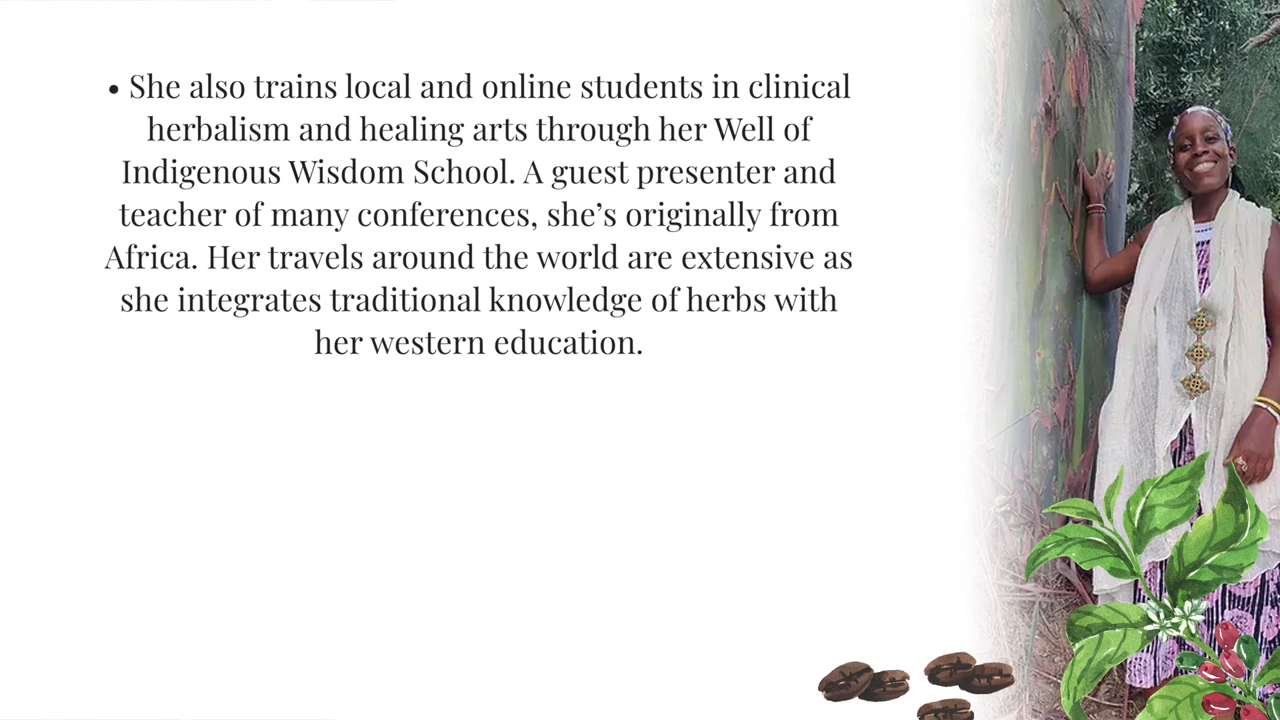 • She also trains local and online students in clinical
herbalism and healing arts through her Well of
Indigenous Wisdom School. A guest presenter and
teacher of many conferences, she’s originally from
Africa. Her travels around the world are extensive as
she integrates traditional knowledge of herbs with
her western education.